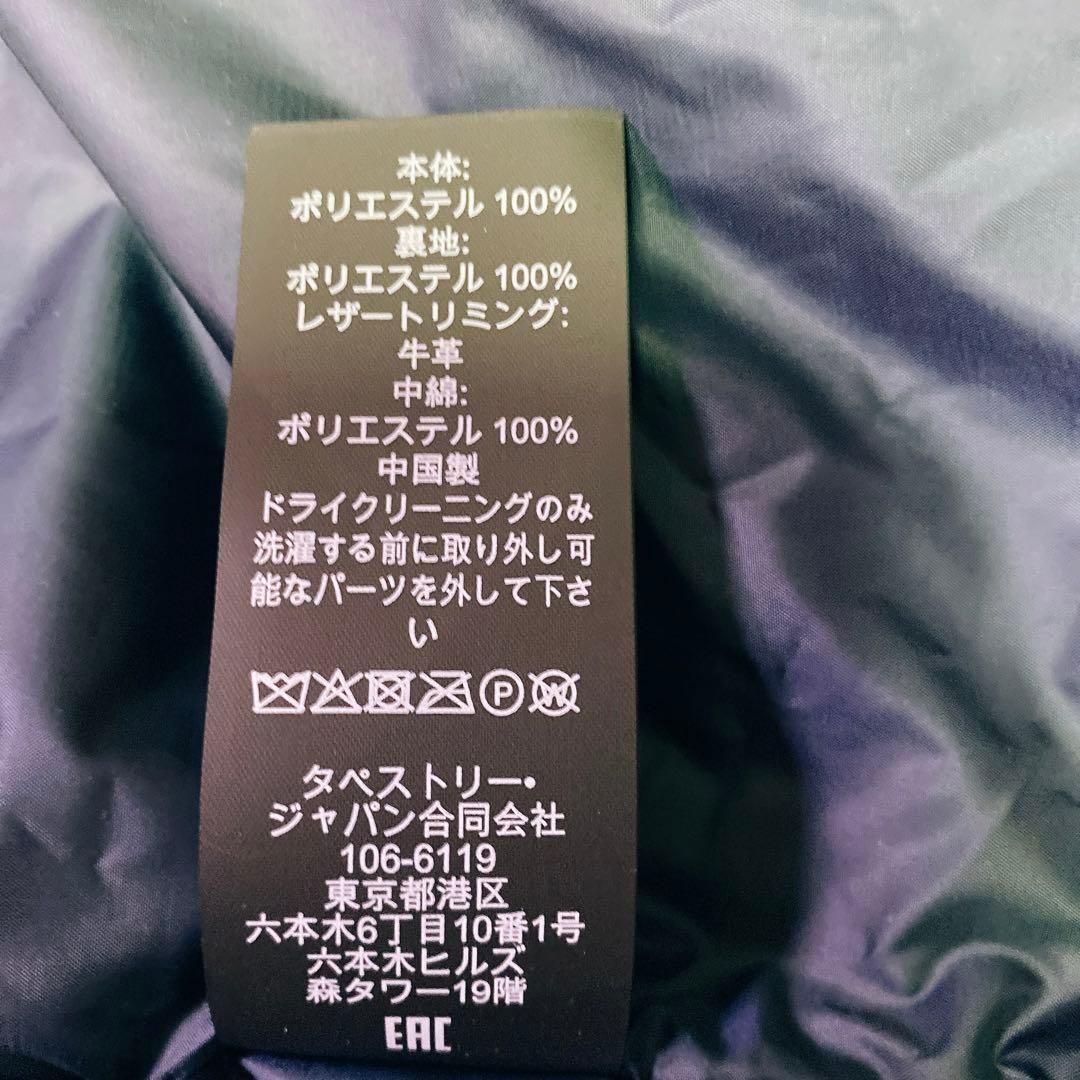 本体:
ポリエステル 100%
裏地:
ポリエステル 100%
レザートリミング:
牛革
中綿:
ポリエステル 100%
中国製
ドライクリーニングのみ
洗濯する前に取り外し可
能なパーツを外して下さ
い
P W
タペストリー・
ジャパン合同会社
106-6119
東京都港区
六本木6丁目10番1号
六本木ヒルズ
森タワー19階
EAC